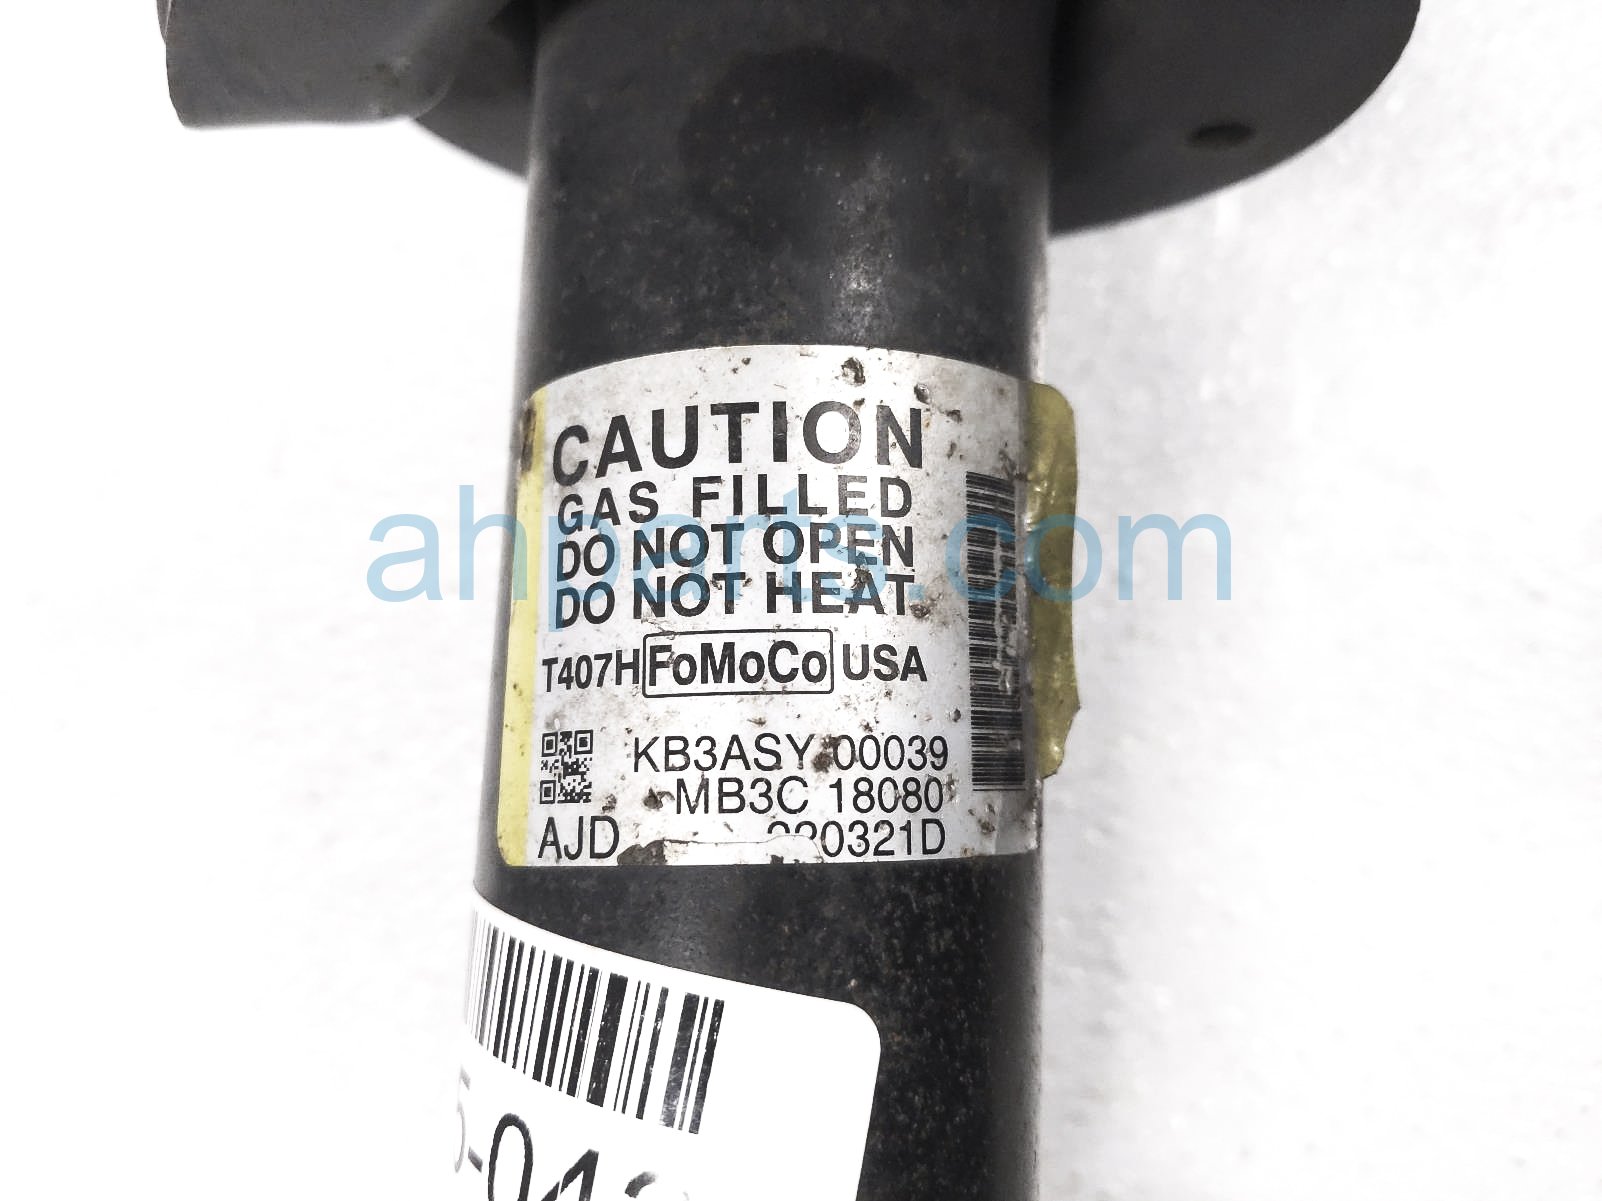 CAUTION
GAS FILLED
DO NOT OPEN
DO NOT HEAT
T407H FoMoCo USA
KB3ASY 00039
MB3C 18080
AJD 220321D
ahparts.com